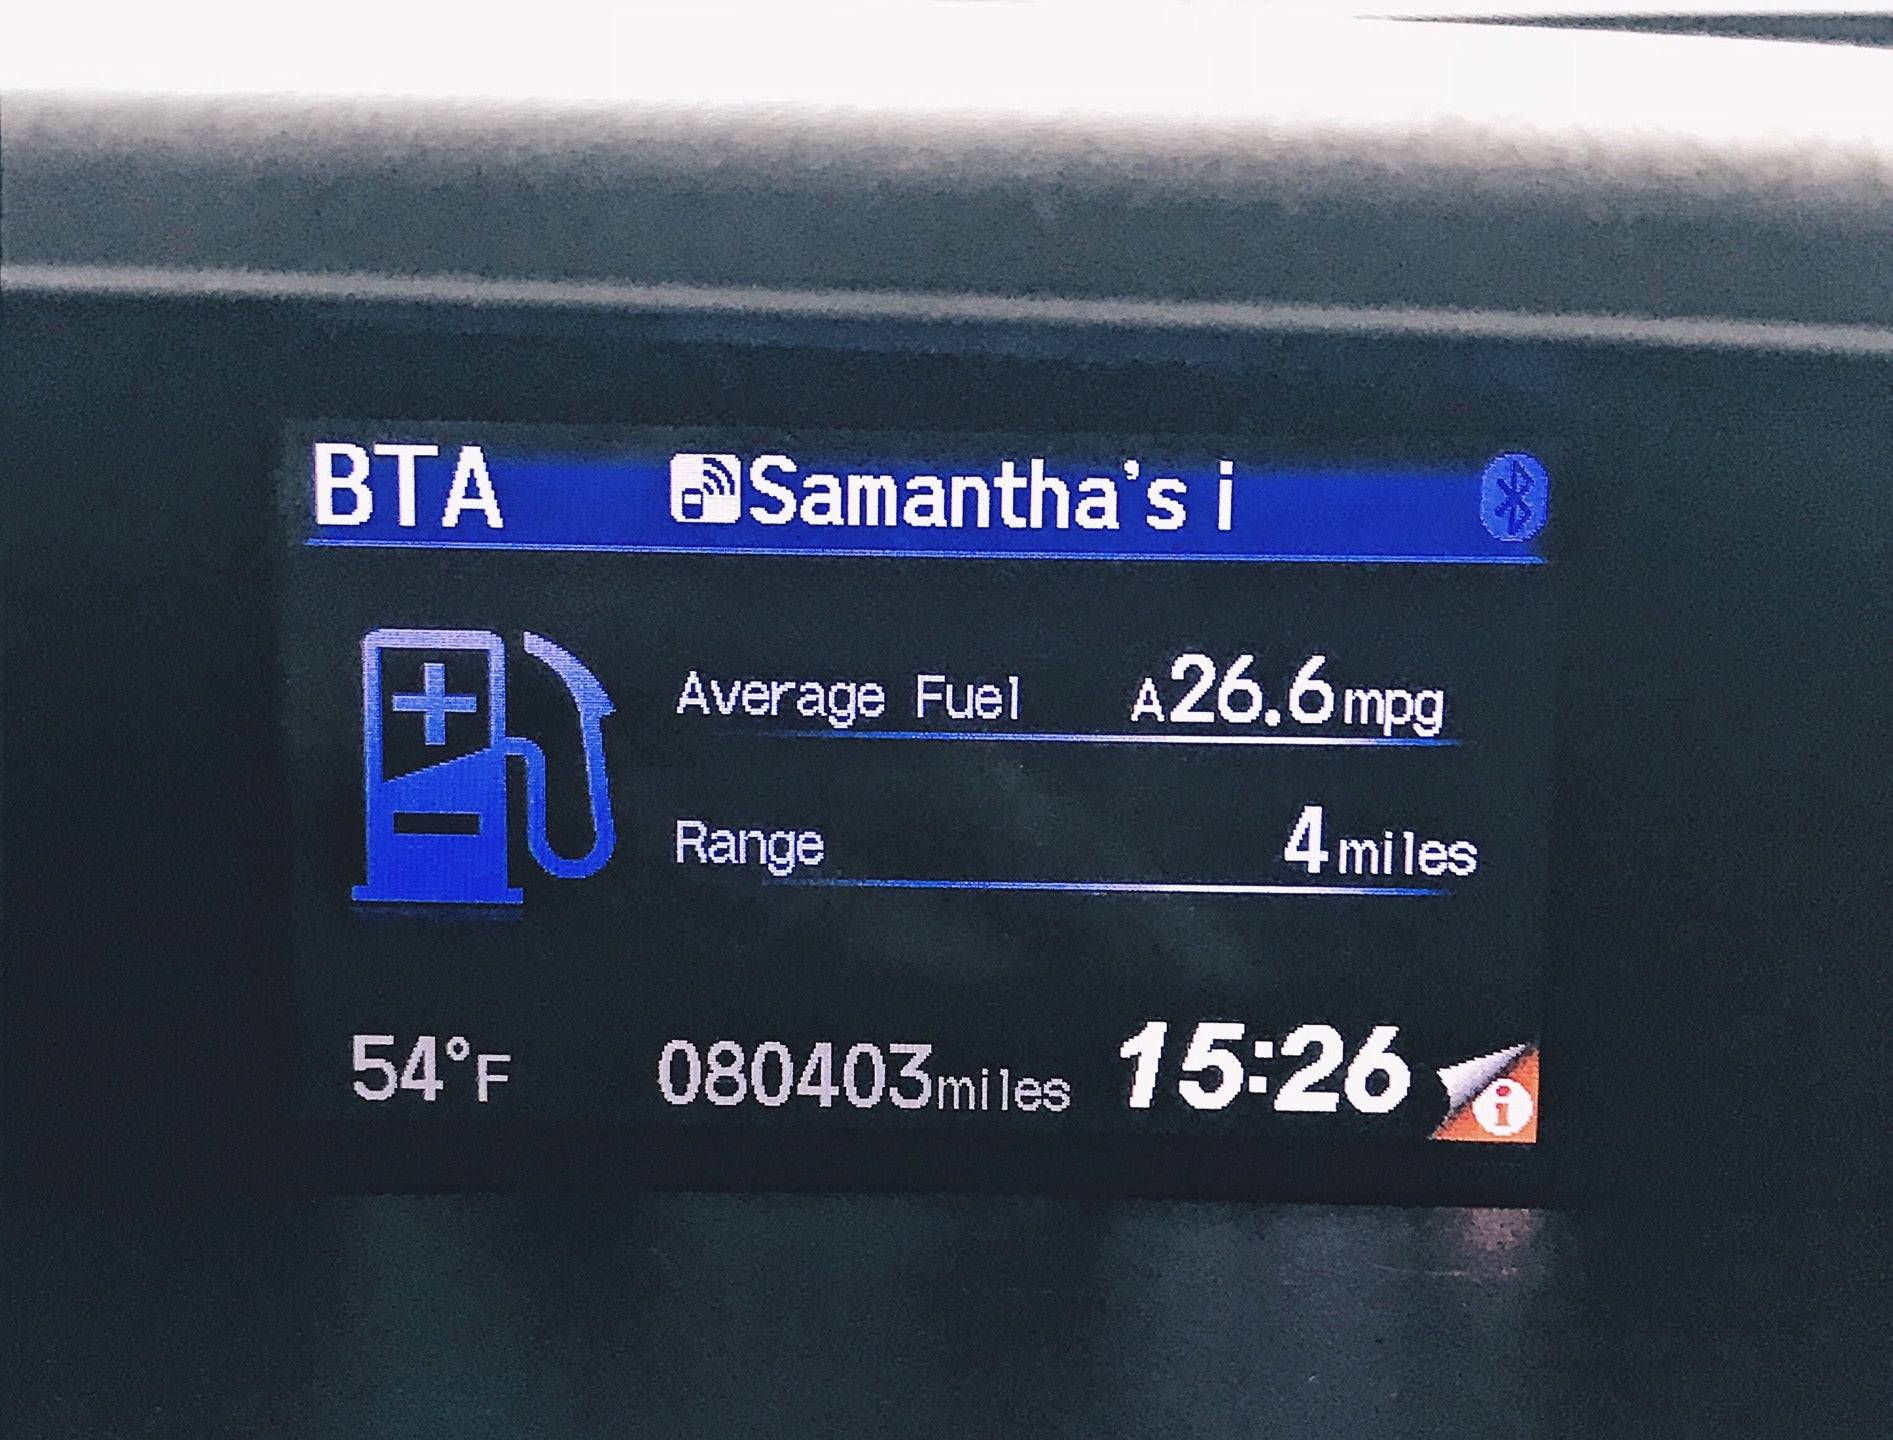 BTA Samantha's i
Average Fuel A26.6mpg
Range 4miles
54°F 080403miles 15:26 i